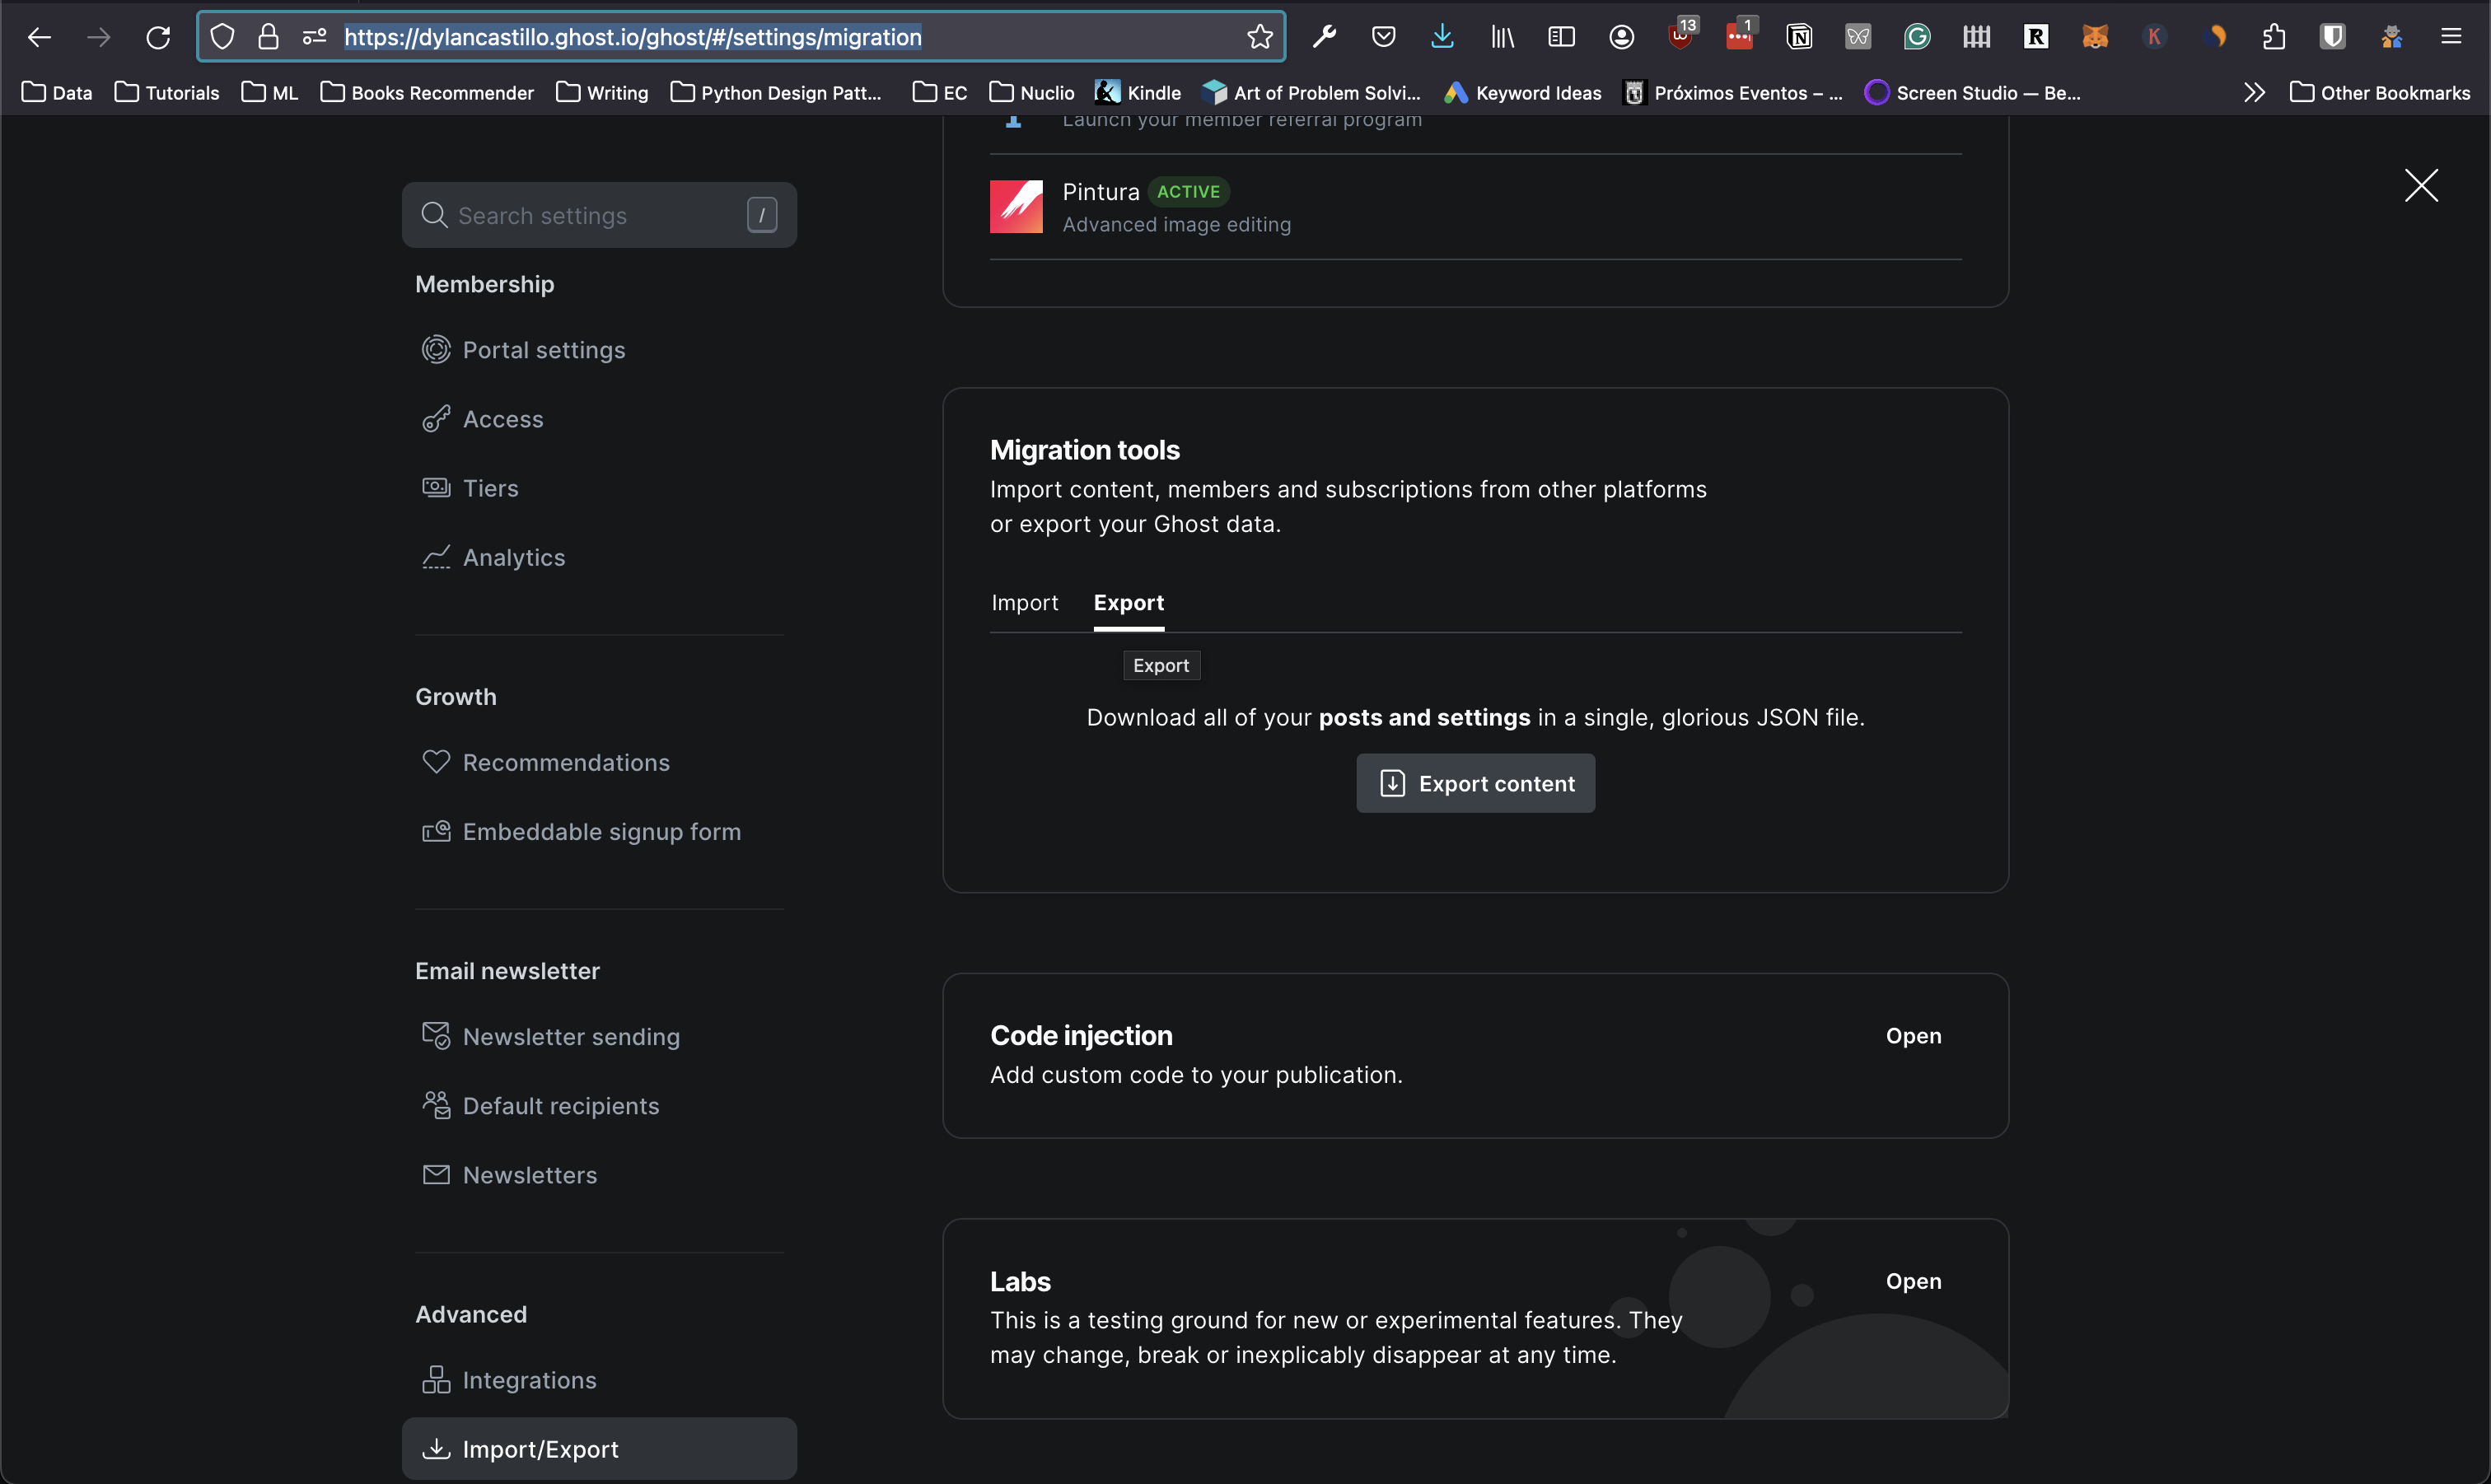 https://dylancastillo.ghost.io/ghost/#/settings/migration
13
1
Data
Tutorials
ML
Books Recommender
Writing
Python Design Patt...
EC
Nuclio
Kindle
Art of Problem Solvi...
Keyword Ideas
Próximos Eventos – ...
Screen Studio — Be...
Other Bookmarks
Search settings
/
Membership
Portal settings
Access
Tiers
Analytics
Growth
Recommendations
Embeddable signup form
Email newsletter
Newsletter sending
Default recipients
Newsletters
Advanced
Integrations
Import/Export
Launch your member referral program
Pintura ACTIVE
Advanced image editing
Migration tools
Import content, members and subscriptions from other platforms
or export your Ghost data.
Import Export
Export
Download all of your posts and settings in a single, glorious JSON file.
Export content
Code injection
Open
Add custom code to your publication.
Labs
Open
This is a testing ground for new or experimental features. They
may change, break or inexplicably disappear at any time.